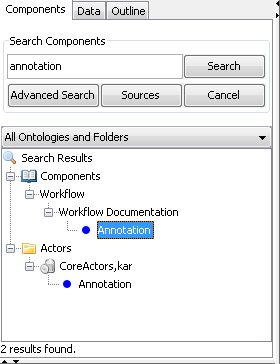 Components Data Outline
Search Components
annotation Search
Advanced Search Sources Cancel
All Ontologies and Folders
Search Results
Components
Workflow
Workflow Documentation
Annotation
Actors
CoreActors,kar
Annotation
2 results found.